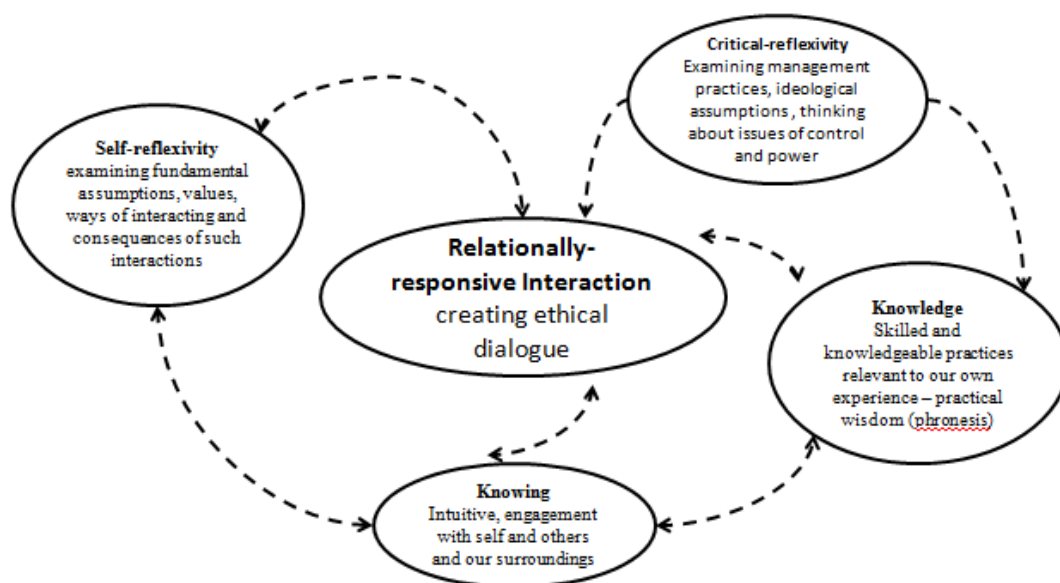 Critical-reflexivity
Examining management
practices, ideological
assumptions , thinking
about issues of control
and power
Self-reflexivity
examining fundamental
assumptions, values,
ways of interacting and
consequences of such
interactions
Relationally-
responsive Interaction
creating ethical
dialogue
Knowledge
Skilled and
knowledgeable practices
relevant to our own
experience – practical
wisdom (phronesis)
Knowing
Intuitive, engagement
with self and others
and our surroundings